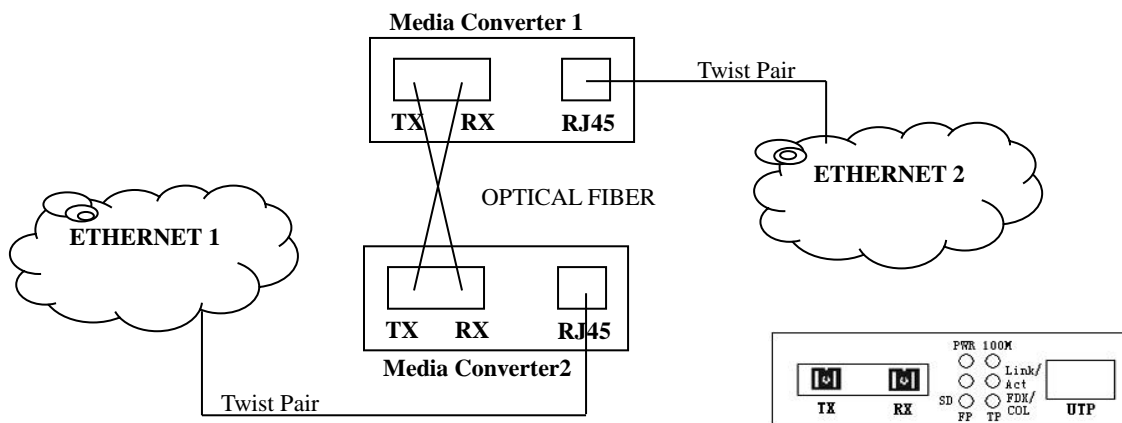 Media Converter 1
Twist Pair
TX RX RJ45
ETHERNET 2
OPTICAL FIBER
ETHERNET 1
TX RX RJ45
Media Converter2
Twist Pair
PWR 100M
Link/
Act
SD FDX/
COL
TX RX FP TP UTP